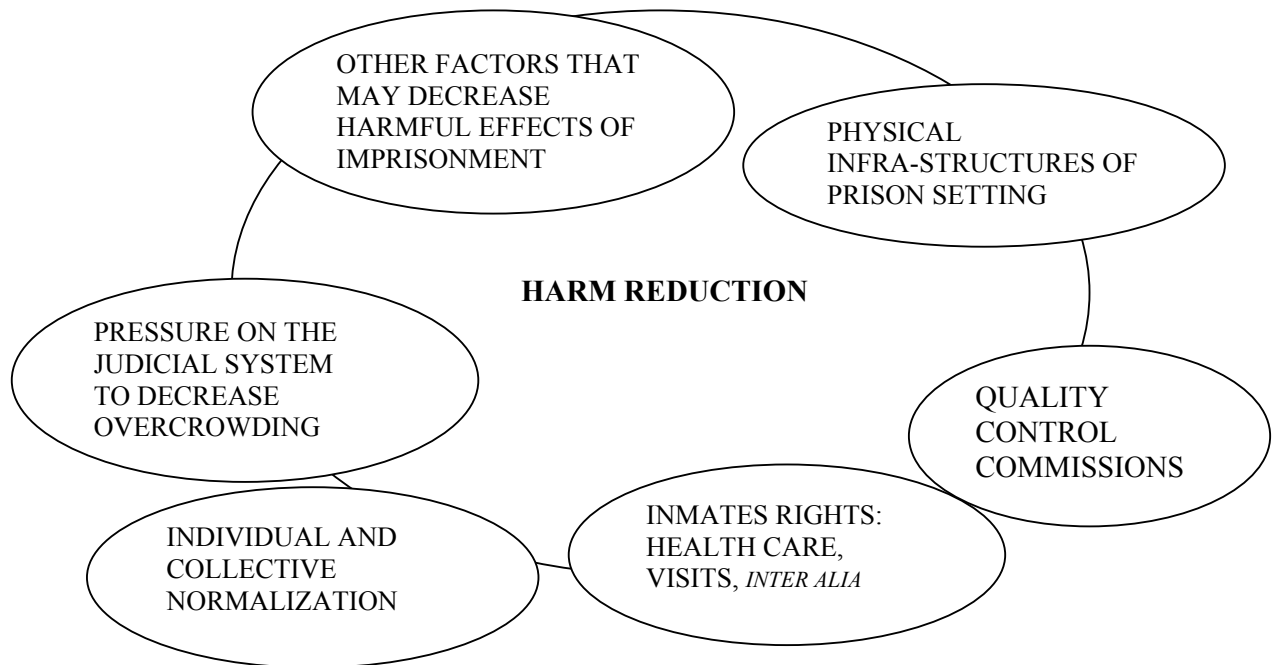 OTHER FACTORS THAT
MAY DECREASE
HARMFUL EFFECTS OF
IMPRISONMENT
PHYSICAL
INFRA-STRUCTURES OF
PRISON SETTING
HARM REDUCTION
PRESSURE ON THE
JUDICIAL SYSTEM
TO DECREASE
OVERCROWDING
QUALITY
CONTROL
COMMISSIONS
INMATES RIGHTS:
HEALTH CARE,
VISITS, INTER ALIA
INDIVIDUAL AND
COLLECTIVE
NORMALIZATION